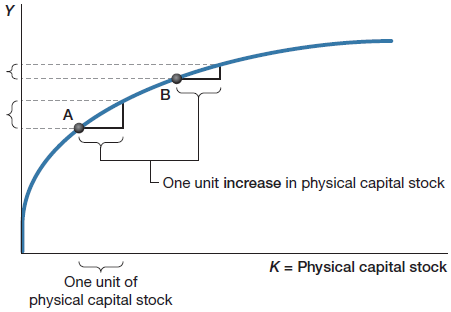 Y
B
A
One unit increase in physical capital stock
K = Physical capital stock
One unit of
physical capital stock